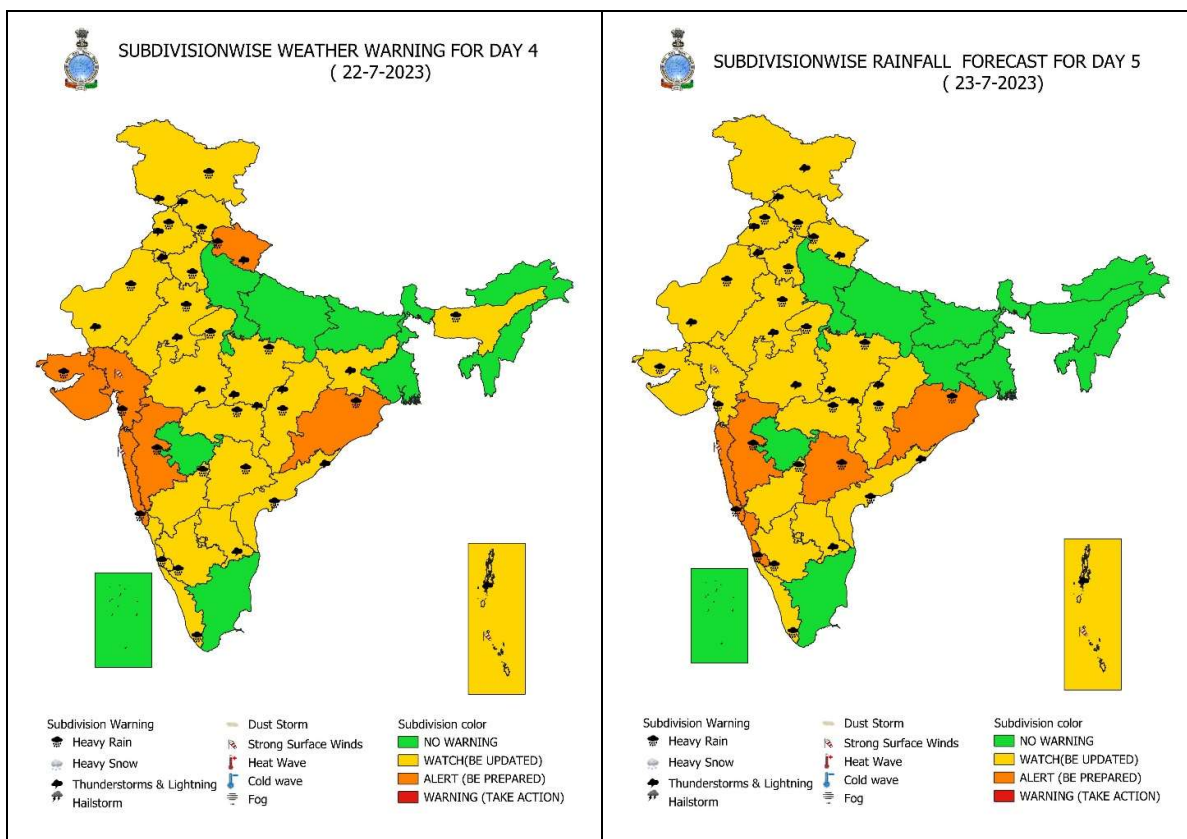 SUBDIVISIONWISE WEATHER WARNING FOR DAY 4
( 22-7-2023)
Subdivision Warning
Heavy Rain
Heavy Snow
Thunderstorms & Lightning
Hailstorm
Dust Storm
Strong Surface Winds
Heat Wave
Cold wave
Fog
Subdivision color
NO WARNING
WATCH(BE UPDATED)
ALERT (BE PREPARED)
WARNING (TAKE ACTION)
SUBDIVISIONWISE RAINFALL FORECAST FOR DAY 5
( 23-7-2023)
Subdivision Warning
Heavy Rain
Heavy Snow
Thunderstorms & Lightning
Hailstorm
Dust Storm
Strong Surface Winds
Heat Wave
Cold wave
Fog
Subdivision color
NO WARNING
WATCH(BE UPDATED)
ALERT (BE PREPARED)
WARNING (TAKE ACTION)